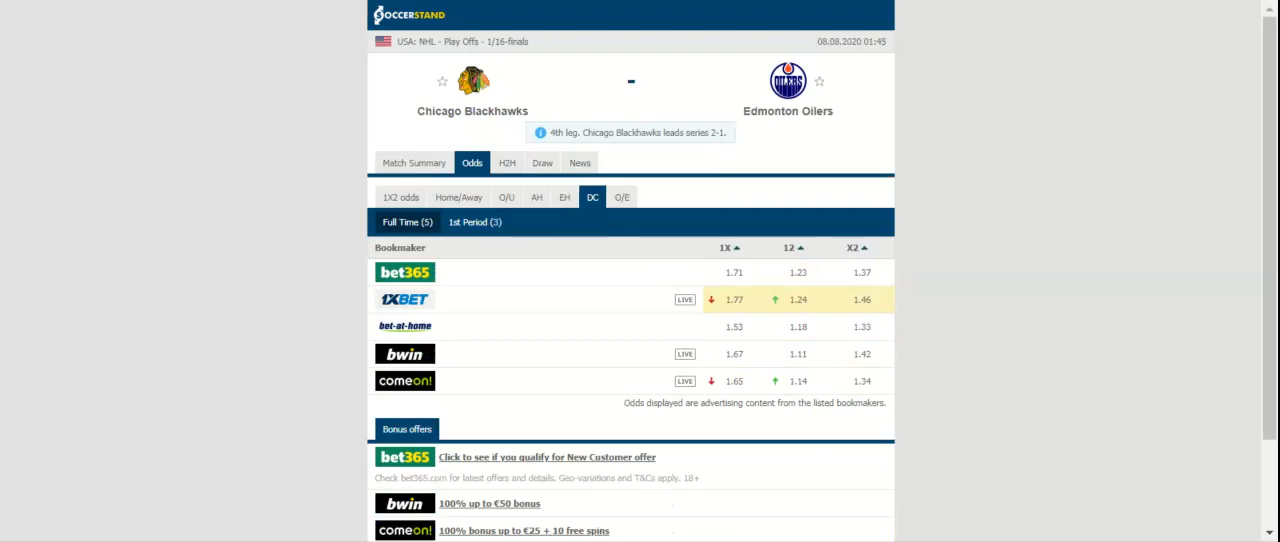 SOCCERSTAND
USA: NHL - Play Offs - 1/16-finals 08.08.2020 01:45
-
OILERS
Chicago Blackhawks Edmonton Oilers
4th leg. Chicago Blackhawks leads series 2-1.
Match Summary Odds H2H Draw News
1X2 odds Home/Away O/U AH EH DC O/E
Full Time (5) 1st Period (3)
Bookmaker 1X 12 X2
bet365 1.71 1.23 1.37
1XBET LIVE 1.77 1.24 1.46
bet-at-home 1.53 1.18 1.33
bwin LIVE 1.67 1.11 1.42
comeon! LIVE 1.65 1.14 1.34
Odds displayed are advertising content from the listed bookmakers.
Bonus offers
bet365 Click to see if you qualify for New Customer offer
Check bet365.com for latest offers and details. Geo-variations and T&Cs apply. 18+
bwin 100% up to €50 bonus
comeon! 100% bonus up to €25 + 10 free spins